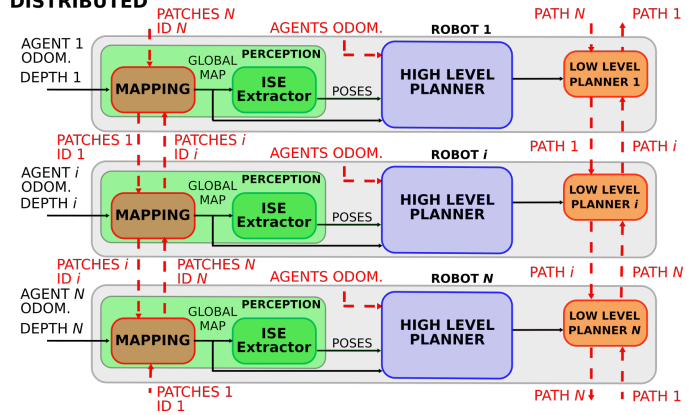 DISTRIBUTED
PATCHES N
ID N
AGENTS ODOM.
ROBOT 1
PATH N
PATH 1
AGENT 1
ODOM.
DEPTH 1
PERCEPTION
GLOBAL
MAP
MAPPING
ISE
Extractor
POSES
HIGH LEVEL
PLANNER
LOW LEVEL
PLANNER 1
PATCHES 1
ID 1
PATCHES i
ID i
AGENTS ODOM.
ROBOT i
PATH 1
PATH i
AGENT i
ODOM.
DEPTH i
GLOBAL
MAP
MAPPING
ISE
Extractor
POSES
HIGH LEVEL
PLANNER
LOW LEVEL
PLANNER i
PATCHES i
ID i
PATCHES N
ID N
AGENTS ODOM.
ROBOT N
PATH i
PATH N
AGENT N
ODOM.
DEPTH N
PERCEPTION
GLOBAL
MAP
MAPPING
ISE
Extractor
POSES
HIGH LEVEL
PLANNER
LOW LEVEL
PLANNER N
PATCHES 1
ID 1
PATH N
PATH 1